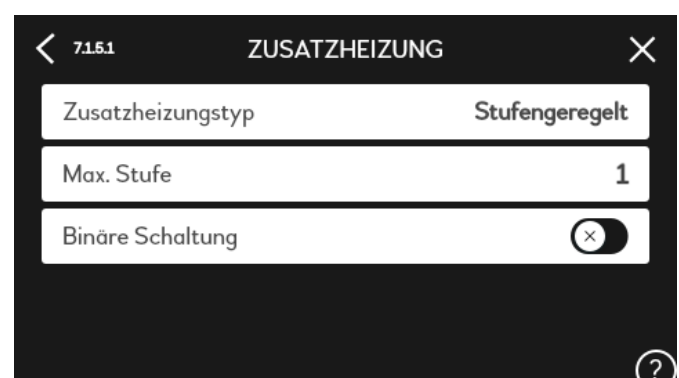 7.1.5.1 ZUSATZHEIZUNG
Zusatzheizungstyp Stufengeregelt
Max. Stufe 1
Binäre Schaltung
?